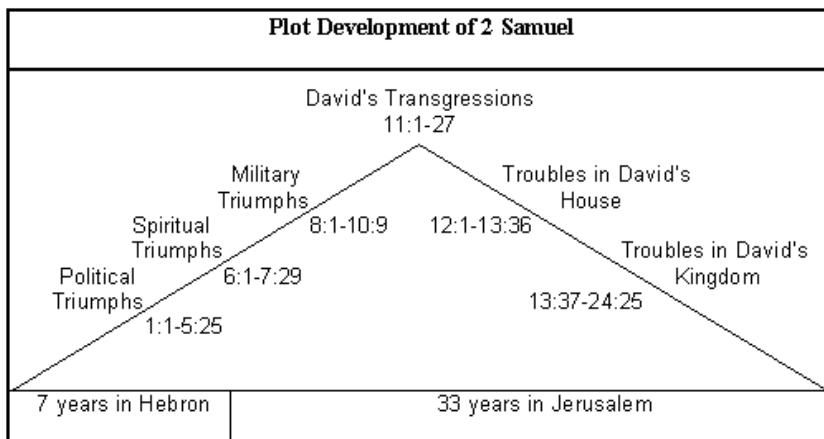 Plot Development of 2 Samuel
David's Transgressions
11:1-27
Military
Triumphs
8:1-10:9
Spiritual
Triumphs
6:1-7:29
Political
Triumphs
1:1-5:25
Troubles in David's
House
12:1-13:36
Troubles in David's
Kingdom
13:37-24:25
7 years in Hebron
33 years in Jerusalem